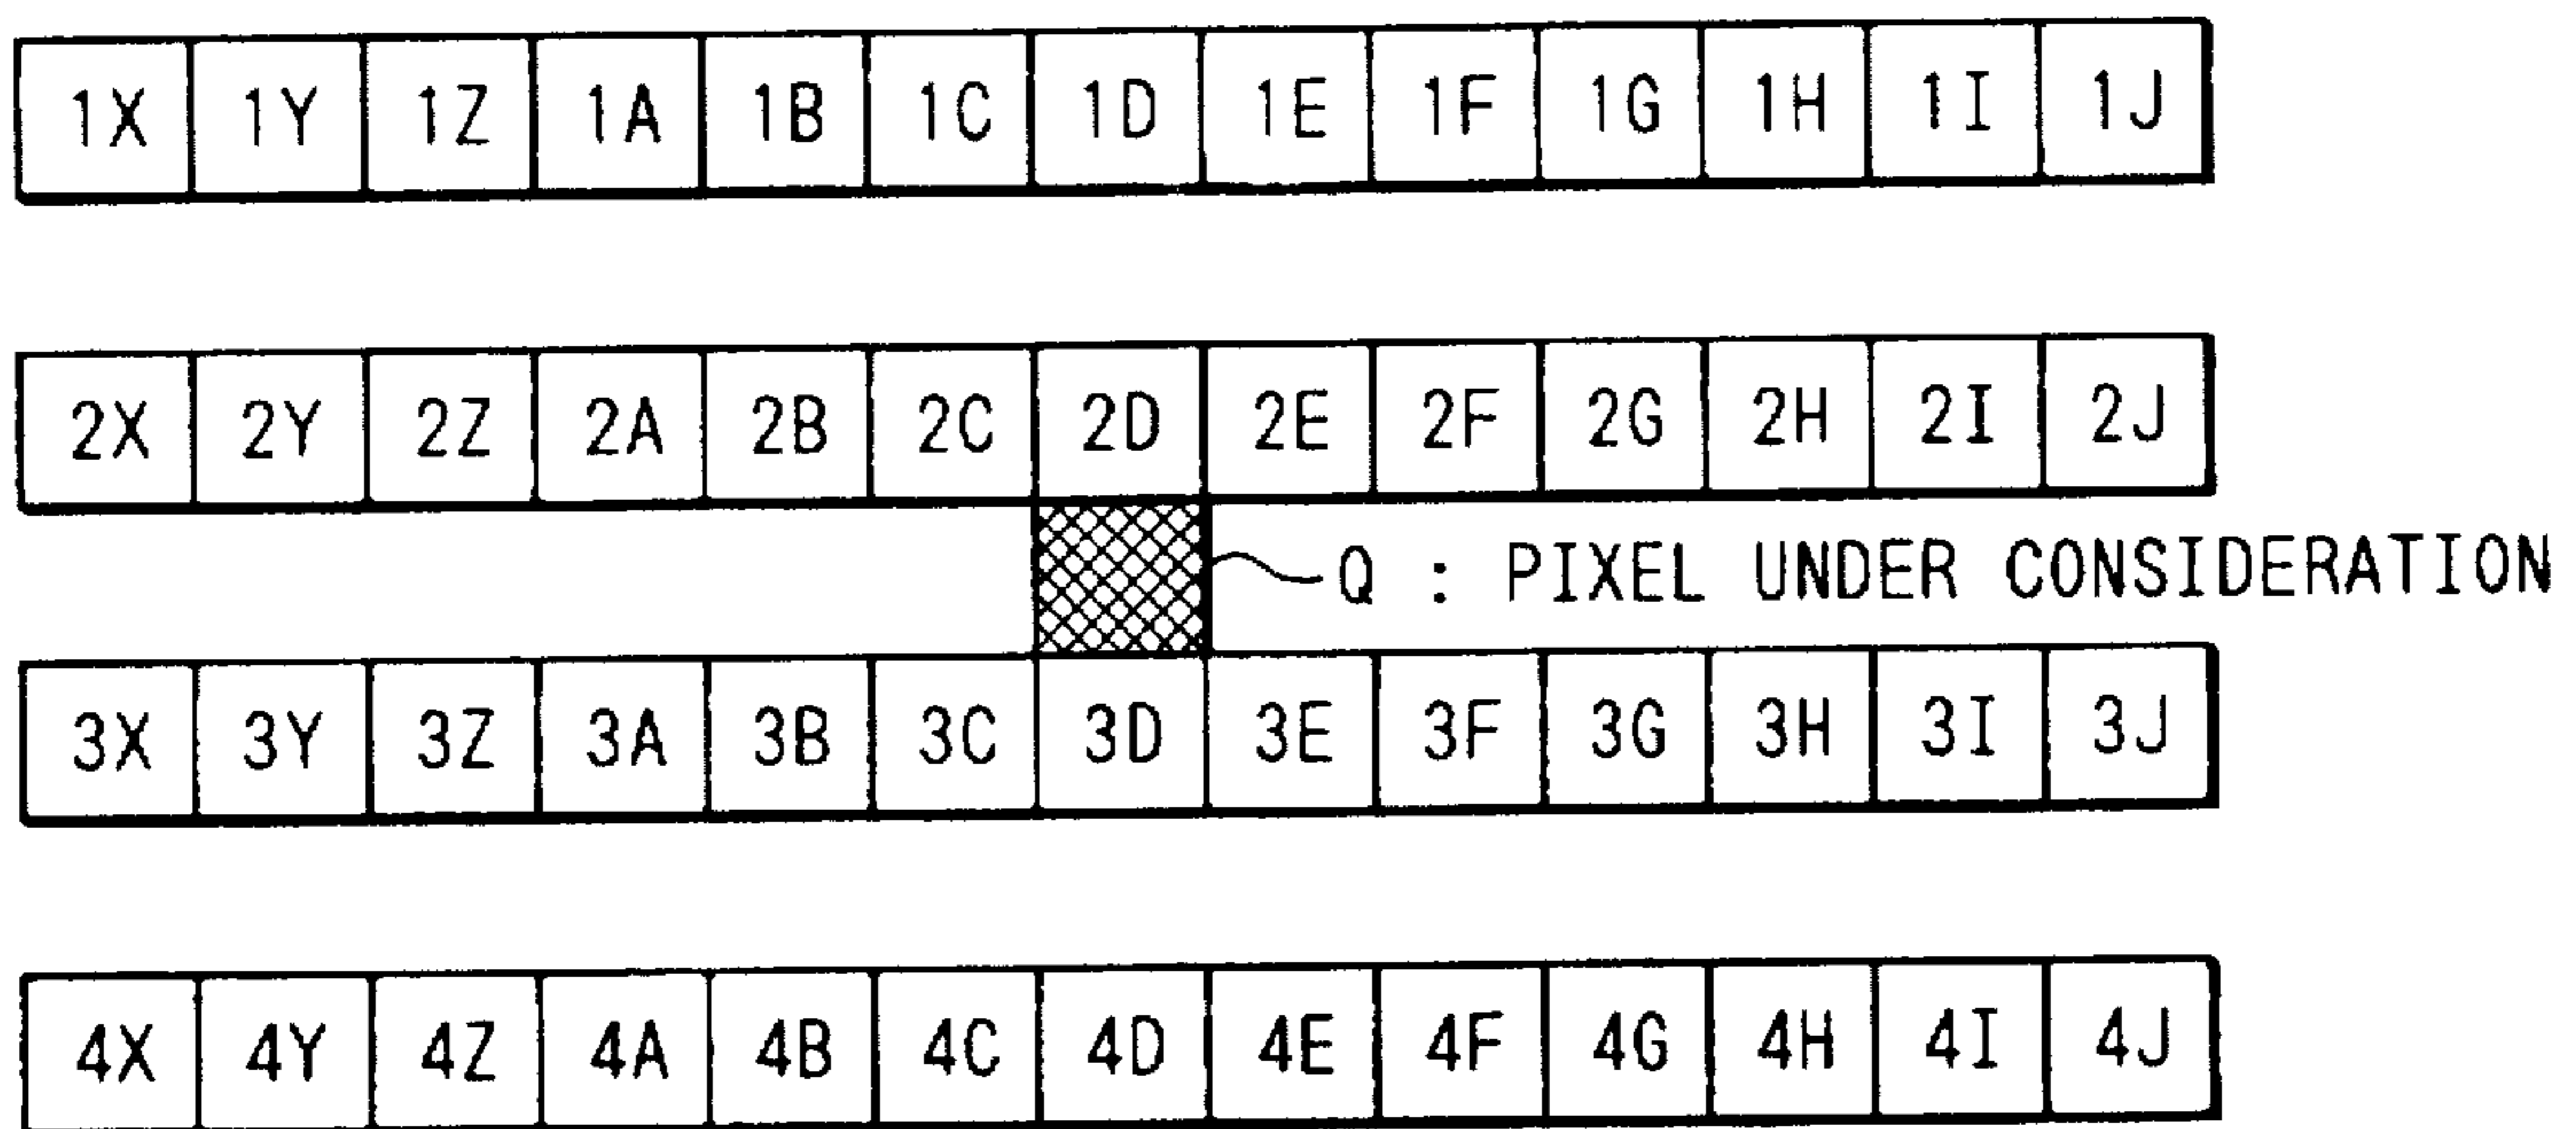 1X 1Y 1Z 1A 1B 1C 1D 1E 1F 1G 1H 1I 1J
2X 2Y 2Z 2A 2B 2C 2D 2E 2F 2G 2H 2I 2J
Q : PIXEL UNDER CONSIDERATION
3X 3Y 3Z 3A 3B 3C 3D 3E 3F 3G 3H 3I 3J
4X 4Y 4Z 4A 4B 4C 4D 4E 4F 4G 4H 4I 4J